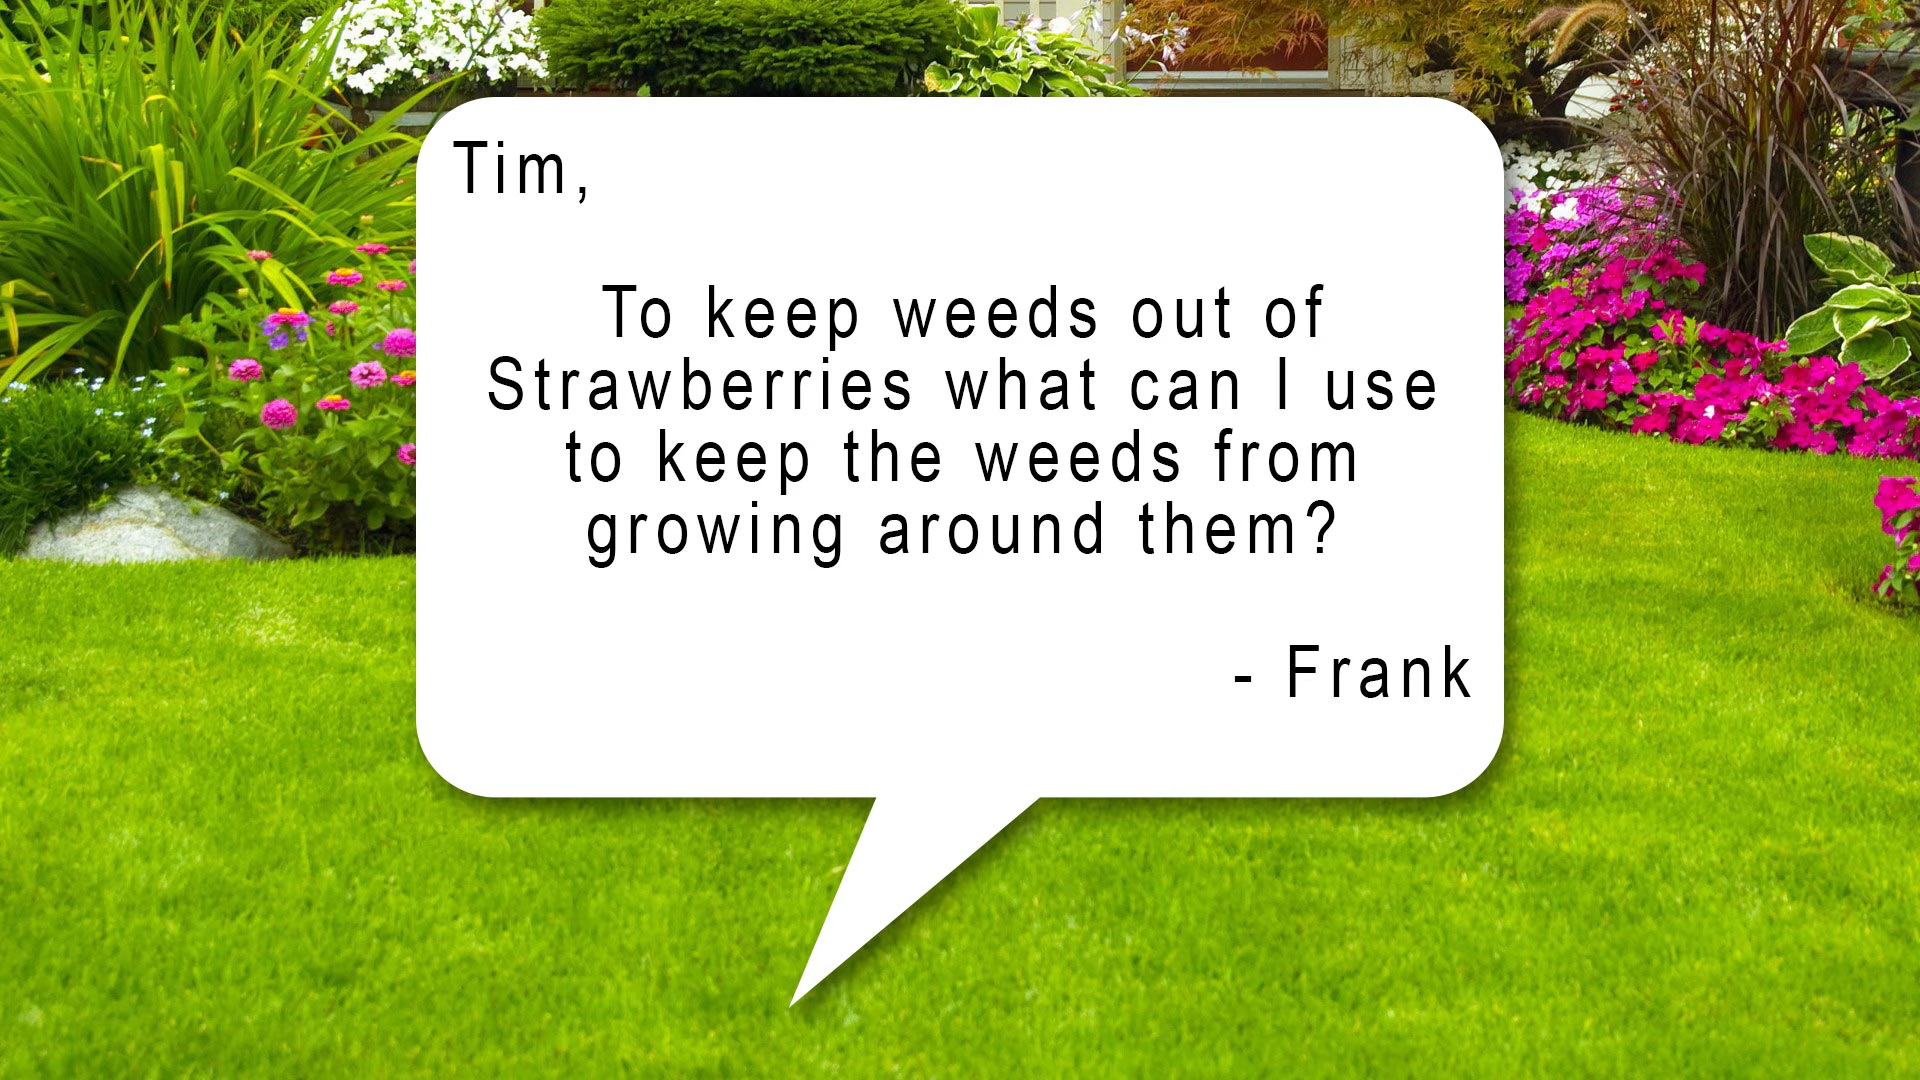 Tim,
To keep weeds out of
Strawberries what can I use
to keep the weeds from
growing around them?
- Frank